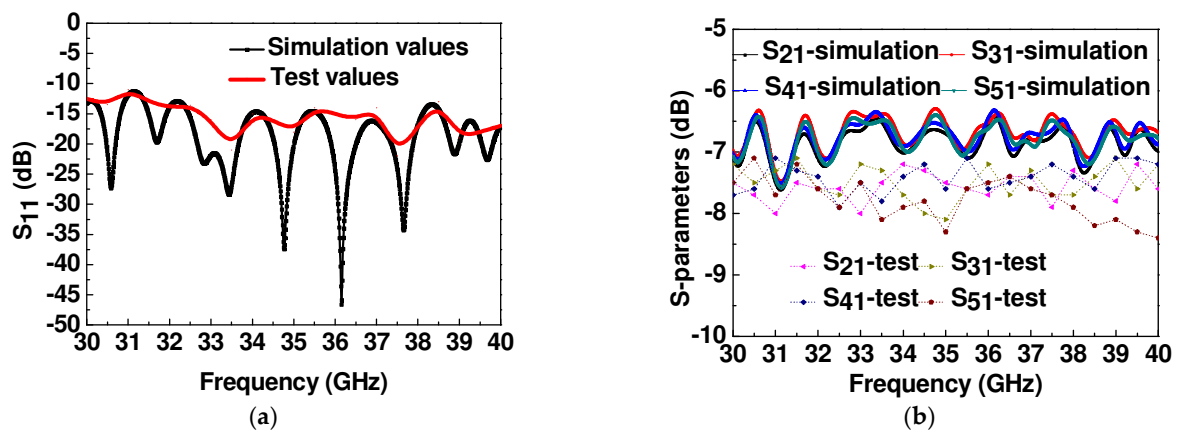 0
-5
-10
-15
-20
-25
-30
-35
-40
-45
-50
S11 (dB)
Simulation values
Test values
30 31 32 33 34 35 36 37 38 39 40
Frequency (GHz)
(a)
-5
-6
-7
-8
-9
-10
S-parameters (dB)
S21-simulation S31-simulation
S41-simulation S51-simulation
S21-test S31-test
S41-test S51-test
30 31 32 33 34 35 36 37 38 39 40
Frequency (GHz)
(b)